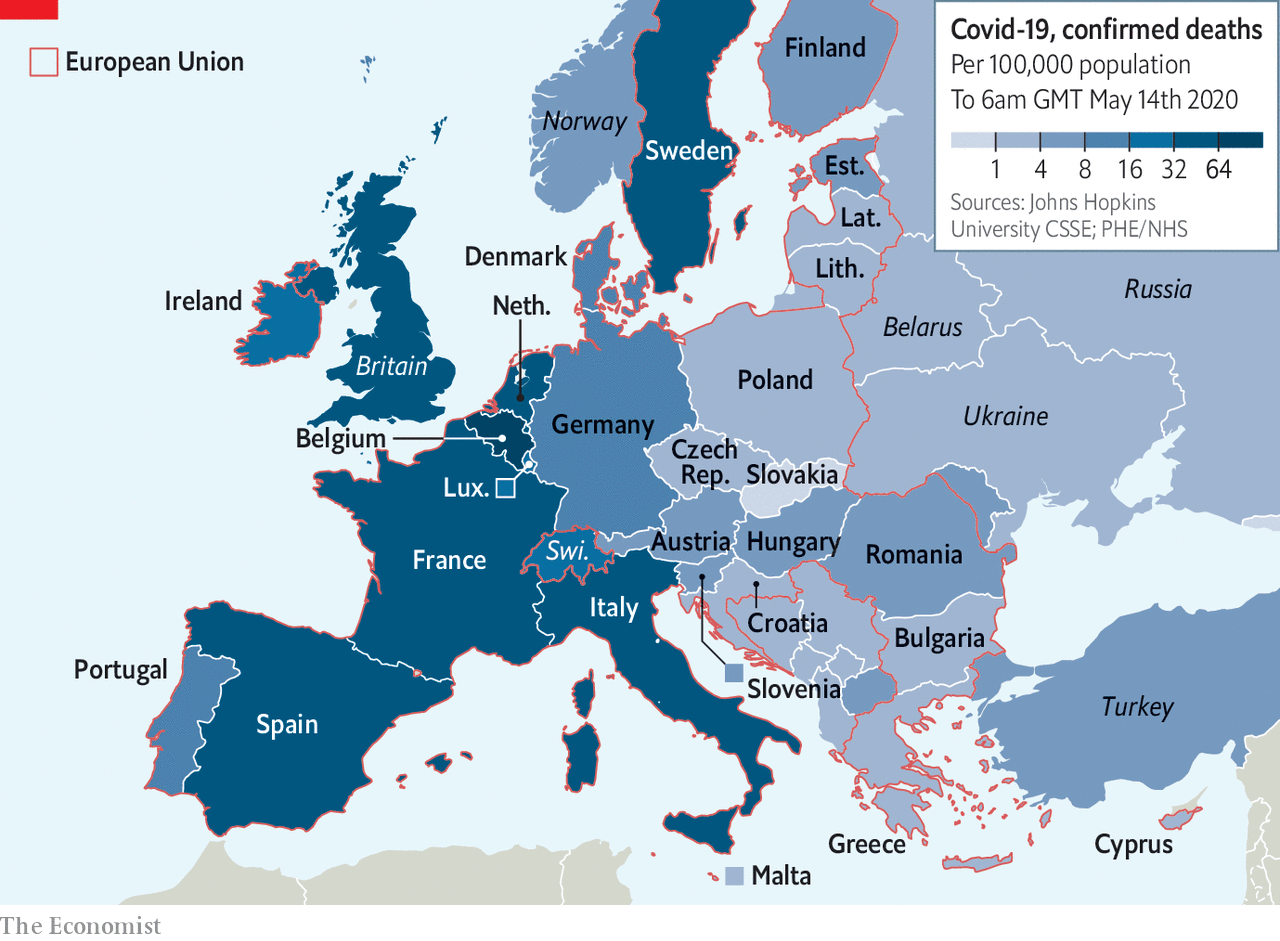 European Union
Covid-19, confirmed deaths
Per 100,000 population
To 6am GMT May 14th 2020
1 4 8 16 32 64
Sources: Johns Hopkins
University CSSE; PHE/NHS
Finland
Norway
Sweden
Est.
Lat.
Lith.
Denmark
Neth.
Ireland
Russia
Belarus
Britain
Poland
Ukraine
Germany
Belgium
Czech
Rep.
Slovakia
Lux.
France
Swi.
Austria
Hungary
Romania
Italy
Croatia
Bulgaria
Portugal
Slovenia
Spain
Turkey
Greece
Cyprus
Malta
The Economist